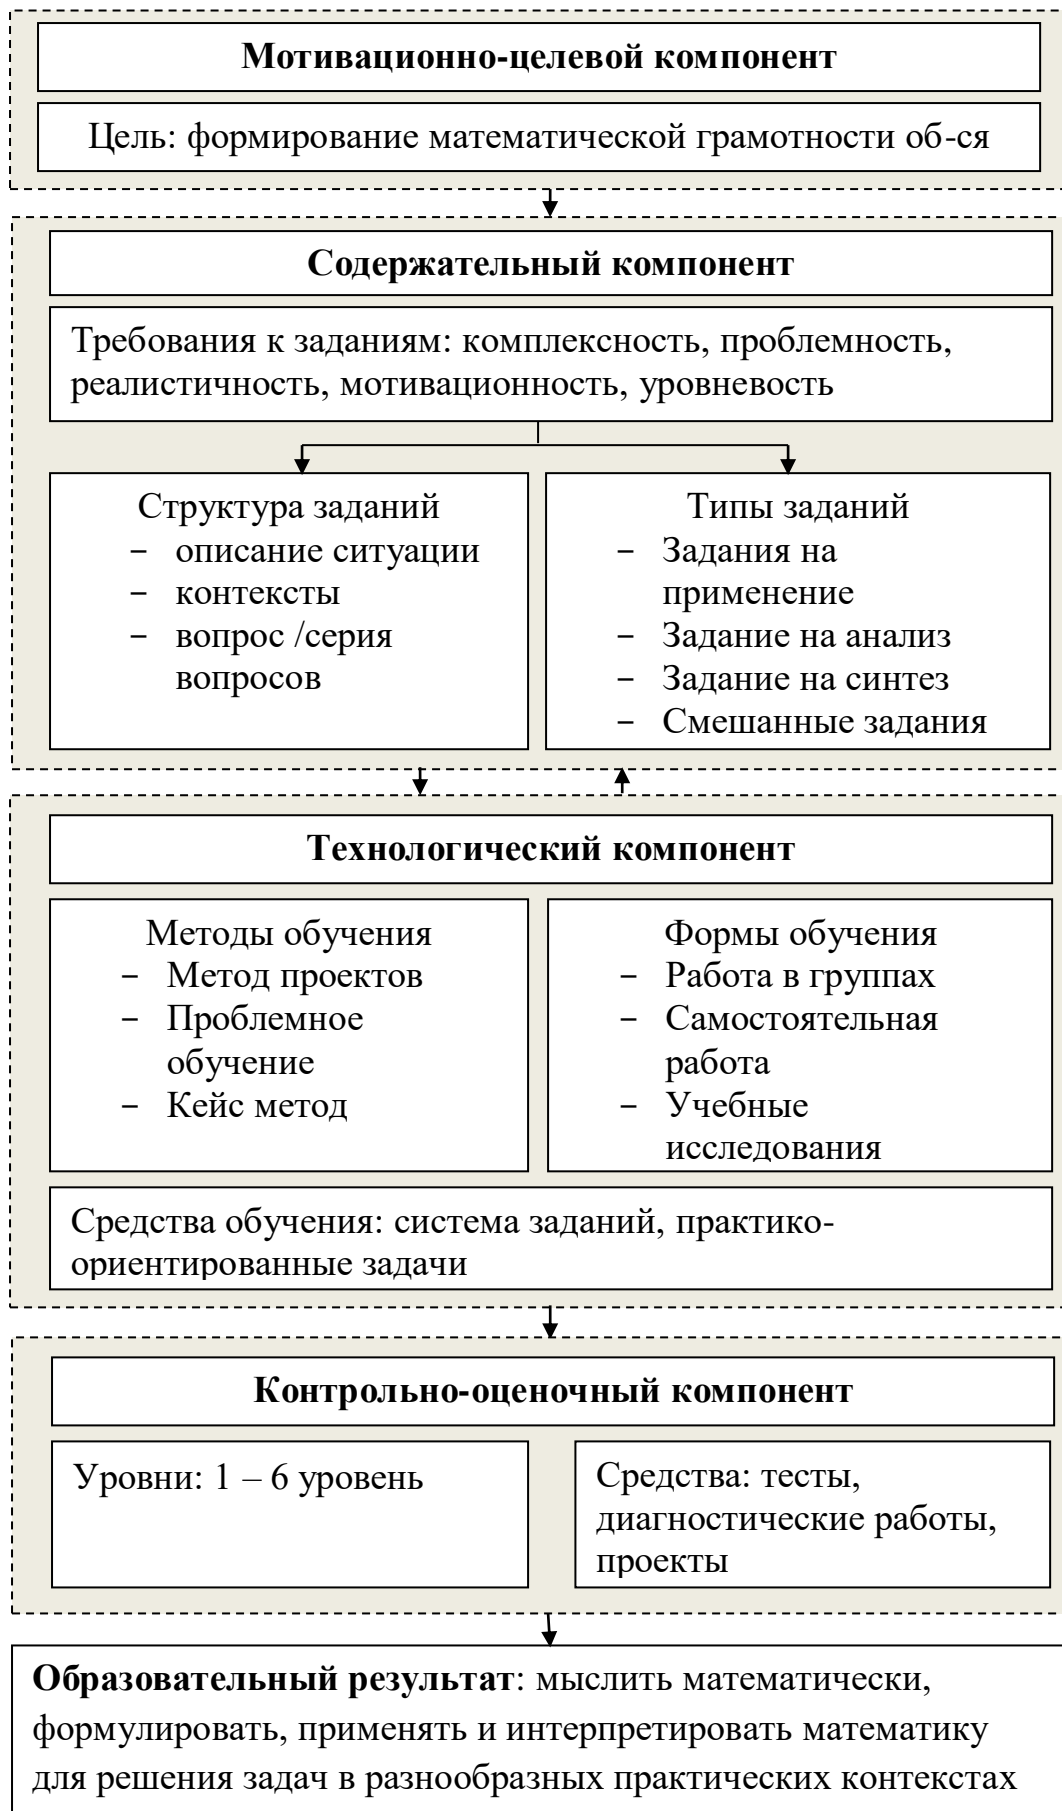 Мотивационно-целевой компонент
Цель: формирование математической грамотности об-ся
Содержательный компонент
Требования к заданиям: комплексность, проблемность,
реалистичность, мотивационность, уровневость
Структура заданий
− описание ситуации
− контексты
− вопрос /серия
вопросов
Типы заданий
− Задания на
применение
− Задание на анализ
− Задание на синтез
− Смешанные задания
Технологический компонент
Методы обучения
− Метод проектов
− Проблемное
обучение
− Кейс метод
Формы обучения
− Работа в группах
− Самостоятельная
работа
− Учебные
исследования
Средства обучения: система заданий, практико-
ориентированные задачи
Контрольно-оценочный компонент
Уровни: 1 – 6 уровень
Средства: тесты,
диагностические работы,
проекты
Образовательный результат: мыслить математически,
формулировать, применять и интерпретировать математику
для решения задач в разнообразных практических контекстах